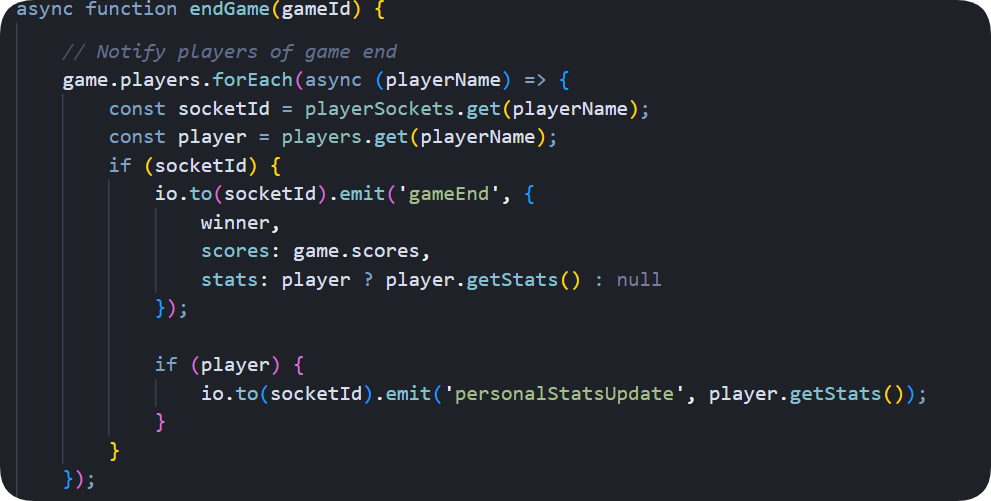 async function endGame(gameId) {
// Notify players of game end
game.players.forEach(async (playerName) => {
const socketId = playerSockets.get(playerName);
const player = players.get(playerName);
if (socketId) {
io.to(socketId).emit('gameEnd', {
winner,
scores: game.scores,
stats: player ? player.getStats() : null
});
if (player) {
io.to(socketId).emit('personalStatsUpdate', player.getStats());
}
}
});